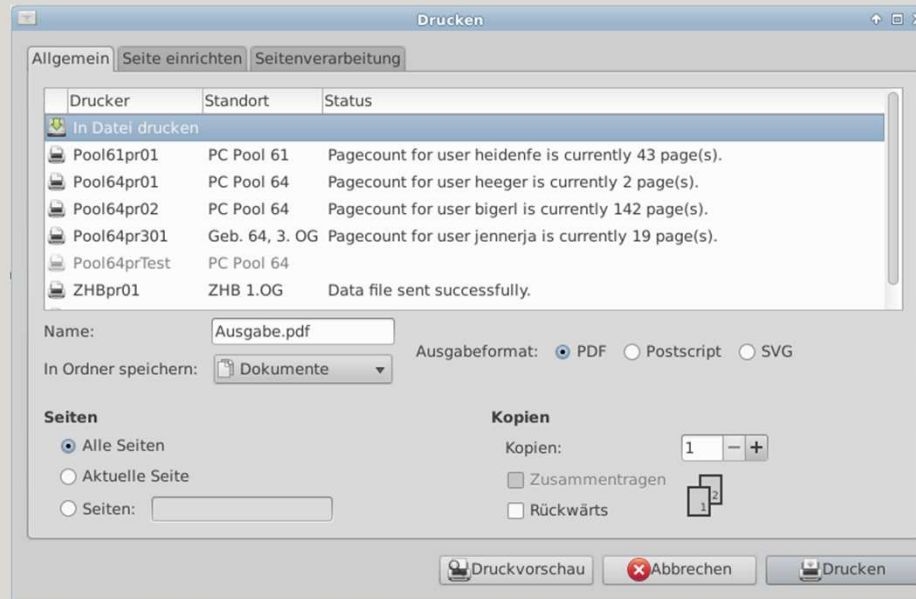 Drucken
Allgemein Seite einrichten Seitenverarbeitung
Drucker Standort Status
In Datei drucken
Pool61pr01 PC Pool 61 Pagecount for user heidenfe is currently 43 page(s).
Pool64pr01 PC Pool 64 Pagecount for user heeger is currently 2 page(s).
Pool64pr02 PC Pool 64 Pagecount for user bigerl is currently 142 page(s).
Pool64pr301 Geb. 64, 3. OG Pagecount for user jennerja is currently 19 page(s).
Pool64prTest PC Pool 64
ZHBpr01 ZHB 1.OG Data file sent successfully.
Name: Ausgabe.pdf
Ausgabeformat: PDF Postscript SVG
In Ordner speichern: Dokumente
Seiten
Alle Seiten
Aktuelle Seite
Seiten:
Kopien
Kopien: 1 − +
Zusammentragen
1 2
Rückwärts
Druckvorschau Abbrechen Drucken